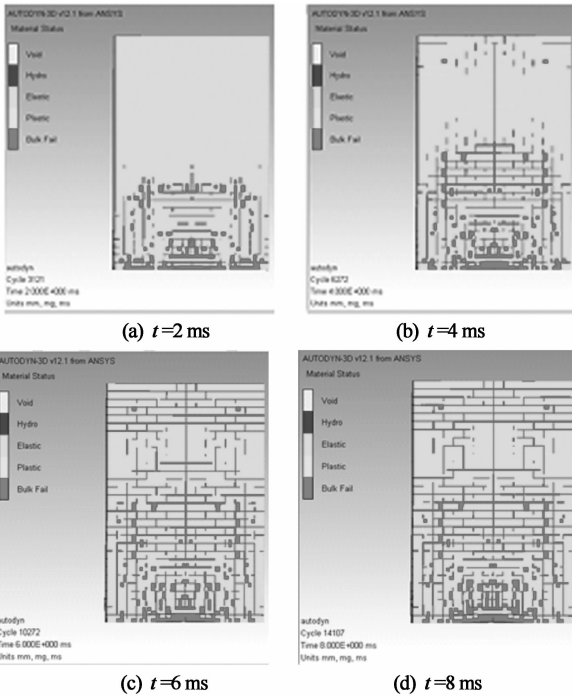 AUTODYN-3D v12.1 from ANSYS
Material Status
Void
Hydro
Elastic
Plastic
Bulk Fail
autodyn
Cycle 3121
Time 2.000E+000 ms
Units mm, mg, ms
(a) t=2 ms
AUTODYN-3D v12.1 from ANSYS
Material Status
Void
Hydro
Elastic
Plastic
Bulk Fail
autodyn
Cycle 6272
Time 4.000E+000 ms
Units mm, mg, ms
(b) t=4 ms
AUTODYN-3D v12.1 from ANSYS
Material Status
Void
Hydro
Elastic
Plastic
Bulk Fail
autodyn
Cycle 10272
Time 6.000E+000 ms
Units mm, mg, ms
(c) t=6 ms
AUTODYN-3D v12.1 from ANSYS
Material Status
Void
Hydro
Elastic
Plastic
Bulk Fail
autodyn
Cycle 14107
Time 8.000E+000 ms
Units mm, mg, ms
(d) t=8 ms